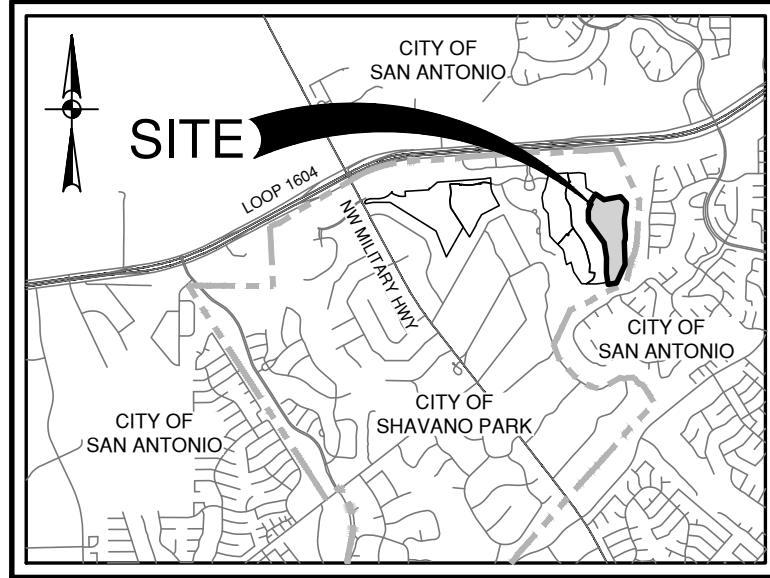 CITY OF
SAN ANTONIO
SITE
LOOP 1604
NW MILITARY HWY
CITY OF
SAN ANTONIO
CITY OF
SHAVANO PARK
CITY OF
SAN ANTONIO